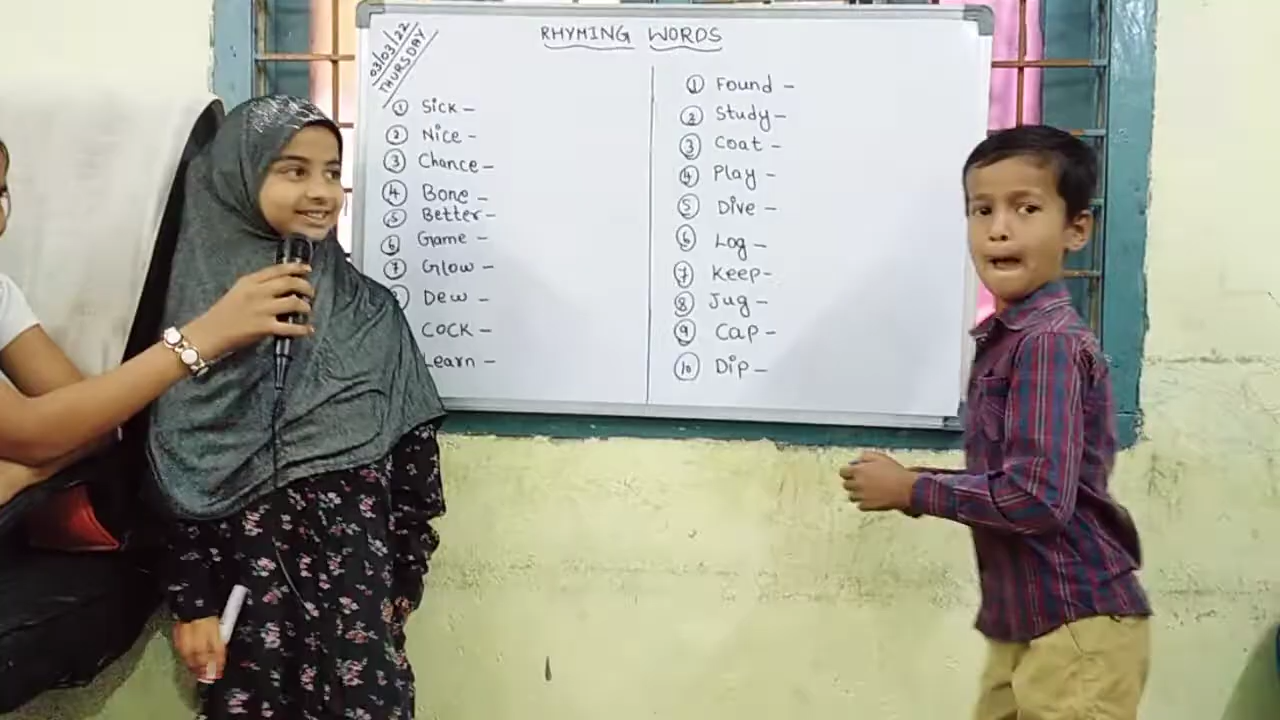 RHYMING WORDS
03/03/22
THURSDAY
① Sick –
② Nice –
③ Chance –
④ Bone –
⑤ Better –
⑥ Game –
⑦ Glow –
Dew –
COCK –
Learn –
① Found –
② Study –
③ Coat –
④ Play –
⑤ Dive –
⑥ Log –
⑦ Keep –
⑧ Jug –
⑨ Cap –
⑩ Dip –